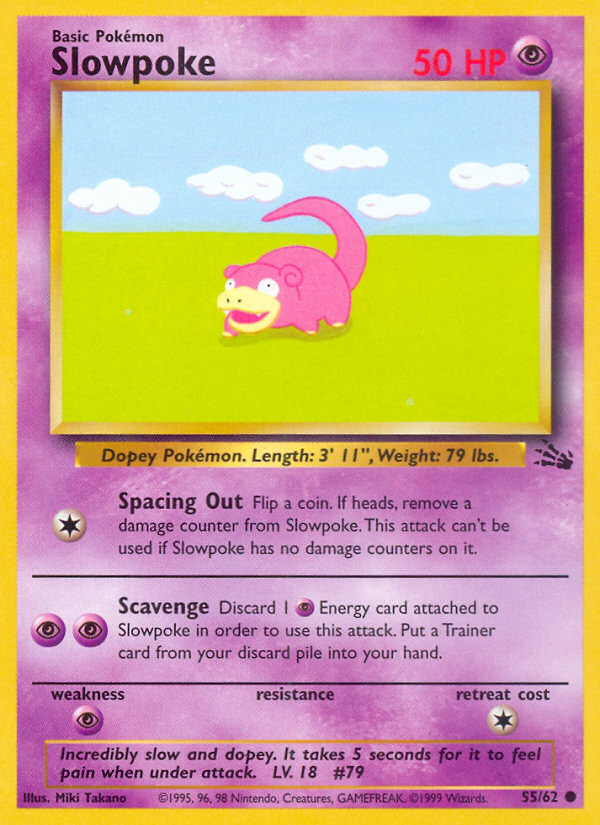 Basic Pokémon
Slowpoke 50 HP
Dopey Pokémon. Length: 3' 11", Weight: 79 lbs.
Spacing Out Flip a coin. If heads, remove a
damage counter from Slowpoke. This attack can't be
used if Slowpoke has no damage counters on it.
Scavenge Discard 1 Energy card attached to
Slowpoke in order to use this attack. Put a Trainer
card from your discard pile into your hand.
weakness resistance retreat cost
Incredibly slow and dopey. It takes 5 seconds for it to feel
pain when under attack. LV. 18 #79
Illus. Miki Takano ©1995, 96, 98 Nintendo, Creatures, GAMEFREAK. ©1999 Wizards. 55/62